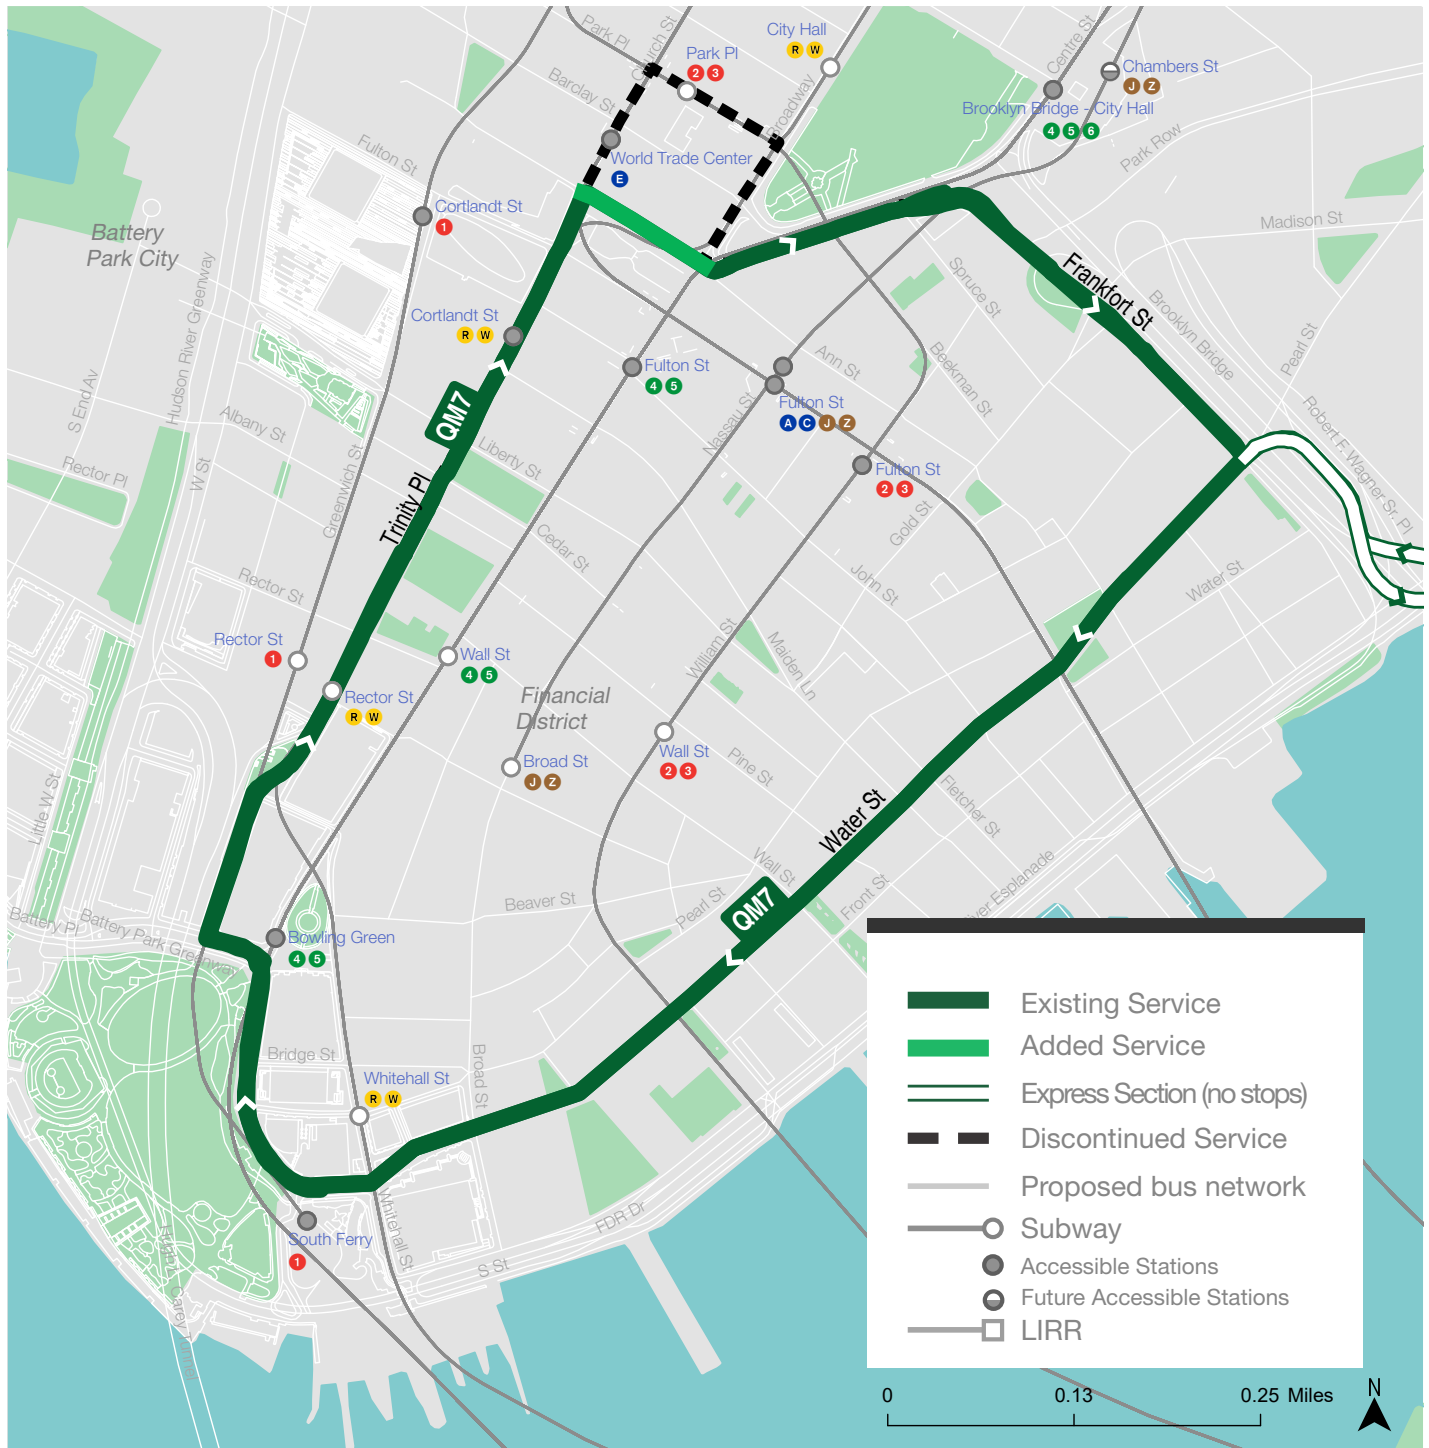 Park Pl
Church St
City Hall
R W
Centre St
Park Pl
2 3
Chambers St
J Z
Barclay St
Broadway
Brooklyn Bridge - City Hall
4 5 6
Fulton St
World Trade Center
E
Park Row
Cortlandt St
1
Madison St
Battery
Park City
Hudson River Greenway
Spruce St
Frankfort St
Brooklyn Bridge
Pearl St
Cortlandt St
R W
Fulton St
4 5
Ann St
Beekman St
S End Av
Albany St
QM7
Nassau St
Fulton St
A C J Z
Robert F. Wagner Sr. Pl
Rector Pl
W St
Greenwich St
Liberty St
Fulton St
2 3
Trinity Pl
Cedar St
Gold St
Rector St
John St
Water St
Rector St
1
Wall St
4 5
William St
Maiden Ln
Rector St
R W
Financial
District
Broad St
J Z
Wall St
2 3
Pine St
Little W St
Fletcher St
Water St
Wall St
Front St
QM7
Pearl St
Beaver St
iver Esplanade
Battery Pl
Battery Park Greenway
Bowling Green
4 5
Bridge St
Whitehall St
R W
Broad St
Whitehall St
South Ferry
1
FDR Dr
S St
Hugh L. Carey Tunnel
Existing Service
Added Service
Express Section (no stops)
Discontinued Service
Proposed bus network
Subway
Accessible Stations
Future Accessible Stations
LIRR
0 0.13 0.25 Miles
N